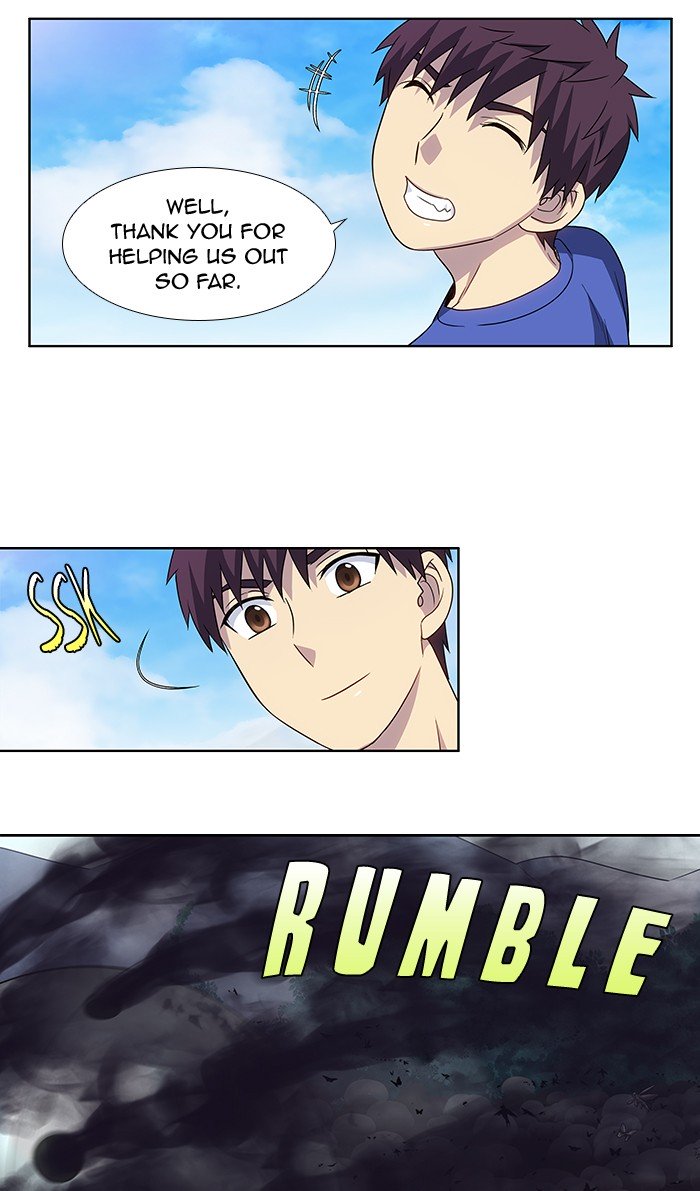 WELL,
THANK YOU FOR
HELPING US OUT
SO FAR.
SSK
RUMBLE